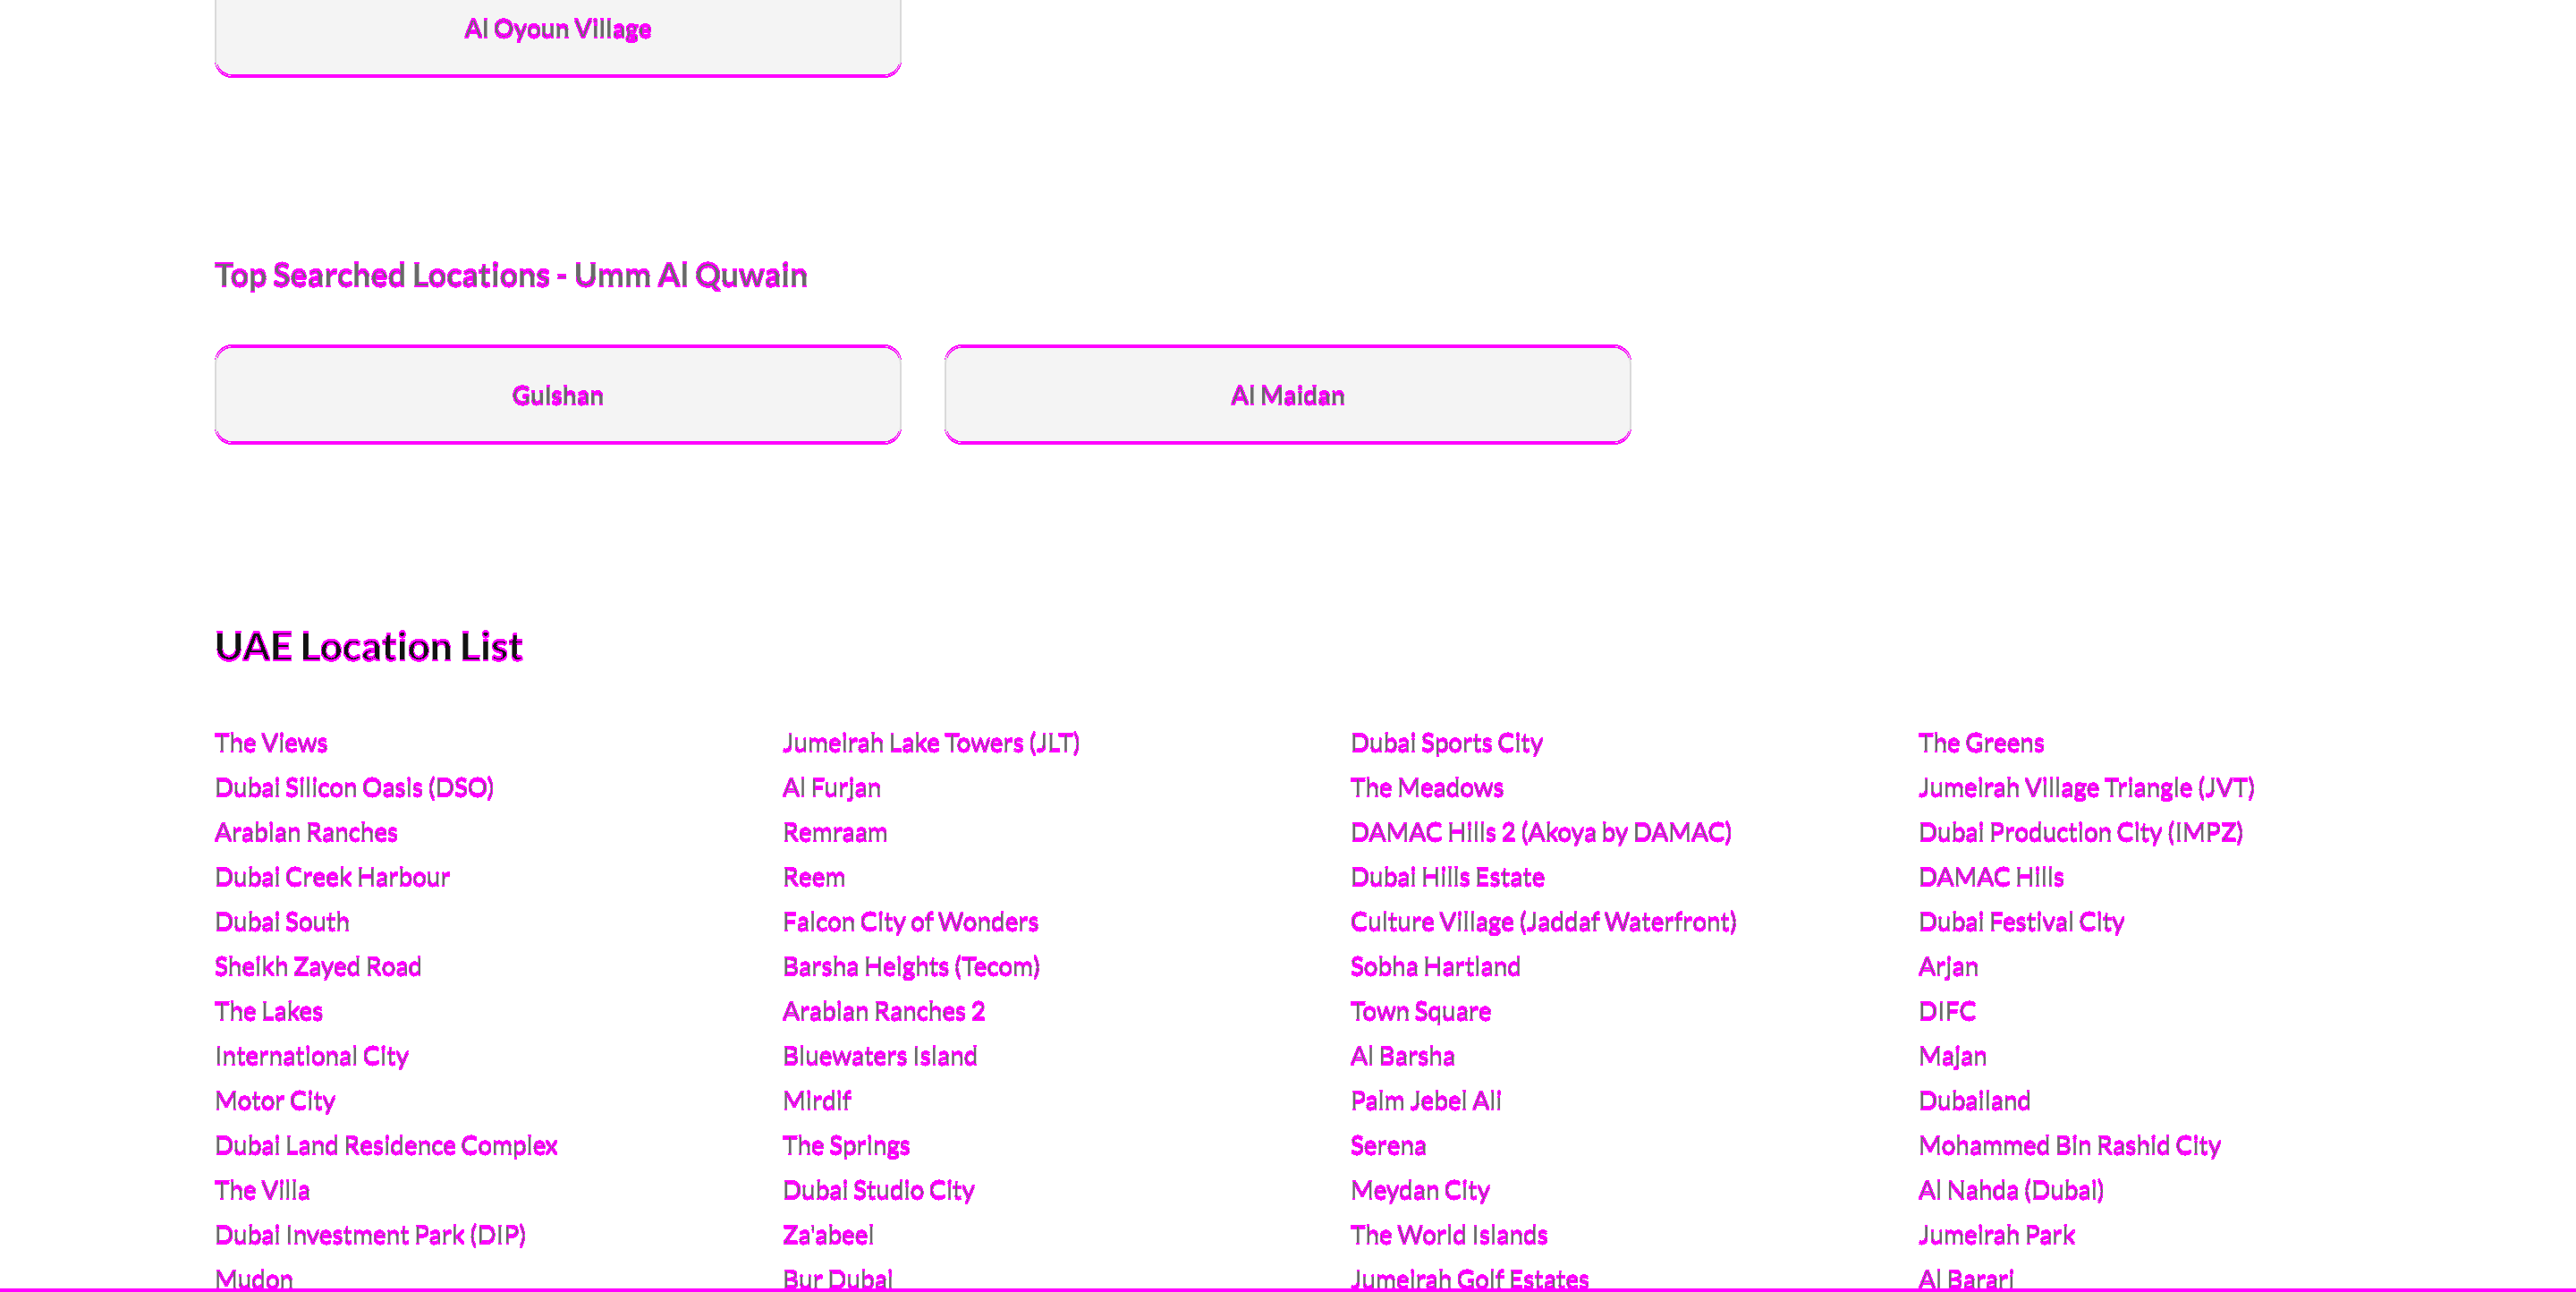 Al Oyoun Village
Top Searched Locations - Umm Al Quwain
Gulshan
Al Maidan
UAE Location List
The Views
Dubai Silicon Oasis (DSO)
Arabian Ranches
Dubai Creek Harbour
Dubai South
Sheikh Zayed Road
The Lakes
International City
Motor City
Dubai Land Residence Complex
The Villa
Dubai Investment Park (DIP)
Mudon
Jumeirah Lake Towers (JLT)
Al Furjan
Remraam
Reem
Falcon City of Wonders
Barsha Heights (Tecom)
Arabian Ranches 2
Bluewaters Island
Mirdif
The Springs
Dubai Studio City
Za'abeel
Bur Dubai
Dubai Sports City
The Meadows
DAMAC Hills 2 (Akoya by DAMAC)
Dubai Hills Estate
Culture Village (Jaddaf Waterfront)
Sobha Hartland
Town Square
Al Barsha
Palm Jebel Ali
Serena
Meydan City
The World Islands
Jumeirah Golf Estates
The Greens
Jumeirah Village Triangle (JVT)
Dubai Production City (IMPZ)
DAMAC Hills
Dubai Festival City
Arjan
DIFC
Majan
Dubailand
Mohammed Bin Rashid City
Al Nahda (Dubai)
Jumeirah Park
Al Barari